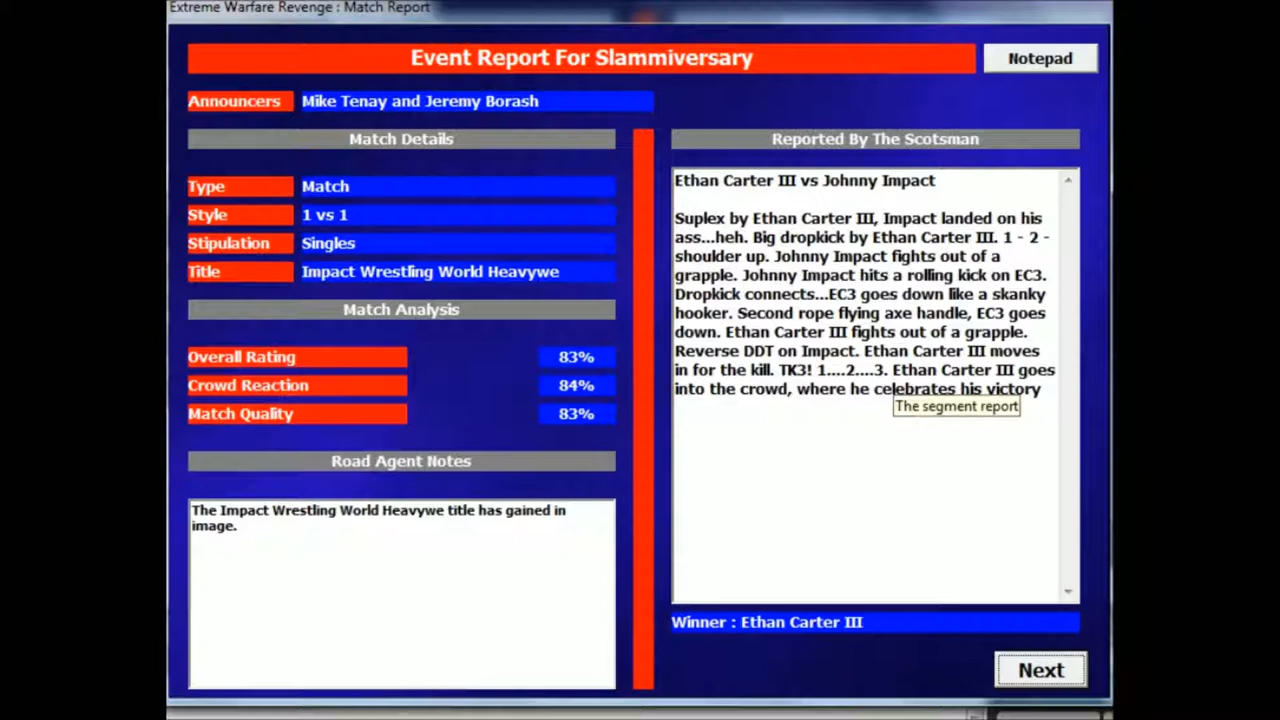 Extreme Warfare Revenge : Match Report
Event Report For Slammiversary
Notepad
Announcers
Mike Tenay and Jeremy Borash
Match Details
Type
Match
Style
1 vs 1
Stipulation
Singles
Title
Impact Wrestling World Heavywe
Match Analysis
Overall Rating
83%
Crowd Reaction
84%
Match Quality
83%
Road Agent Notes
The Impact Wrestling World Heavywe title has gained in
image.
Reported By The Scotsman
Ethan Carter III vs Johnny Impact
Suplex by Ethan Carter III, Impact landed on his
ass...heh. Big dropkick by Ethan Carter III. 1 - 2 -
shoulder up. Johnny Impact fights out of a
grapple. Johnny Impact hits a rolling kick on EC3.
Dropkick connects...EC3 goes down like a skanky
hooker. Second rope flying axe handle, EC3 goes
down. Ethan Carter III fights out of a grapple.
Reverse DDT on Impact. Ethan Carter III moves
in for the kill. TK3! 1....2....3. Ethan Carter III goes
into the crowd, where he celebrates his victory
The segment report
Winner : Ethan Carter III
Next